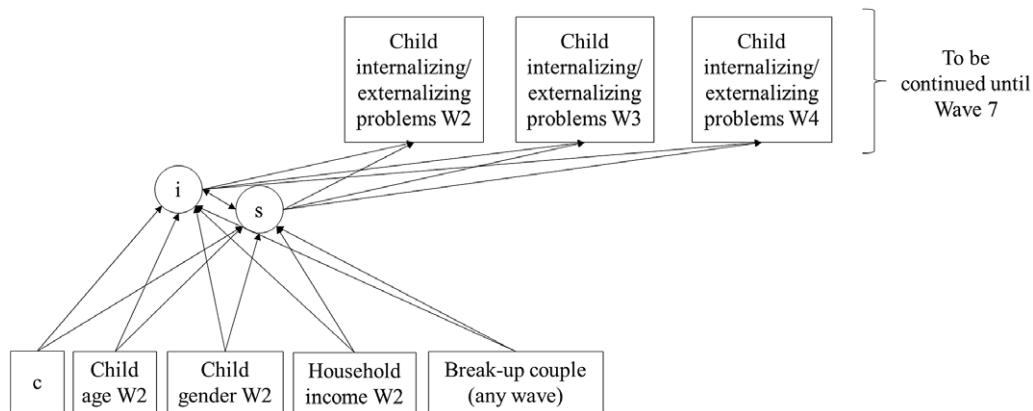 Child
internalizing/
externalizing
problems W2
Child
internalizing/
externalizing
problems W3
Child
internalizing/
externalizing
problems W4
To be
continued until
Wave 7
i
s
c
Child
age W2
Child
gender W2
Household
income W2
Break-up couple
(any wave)